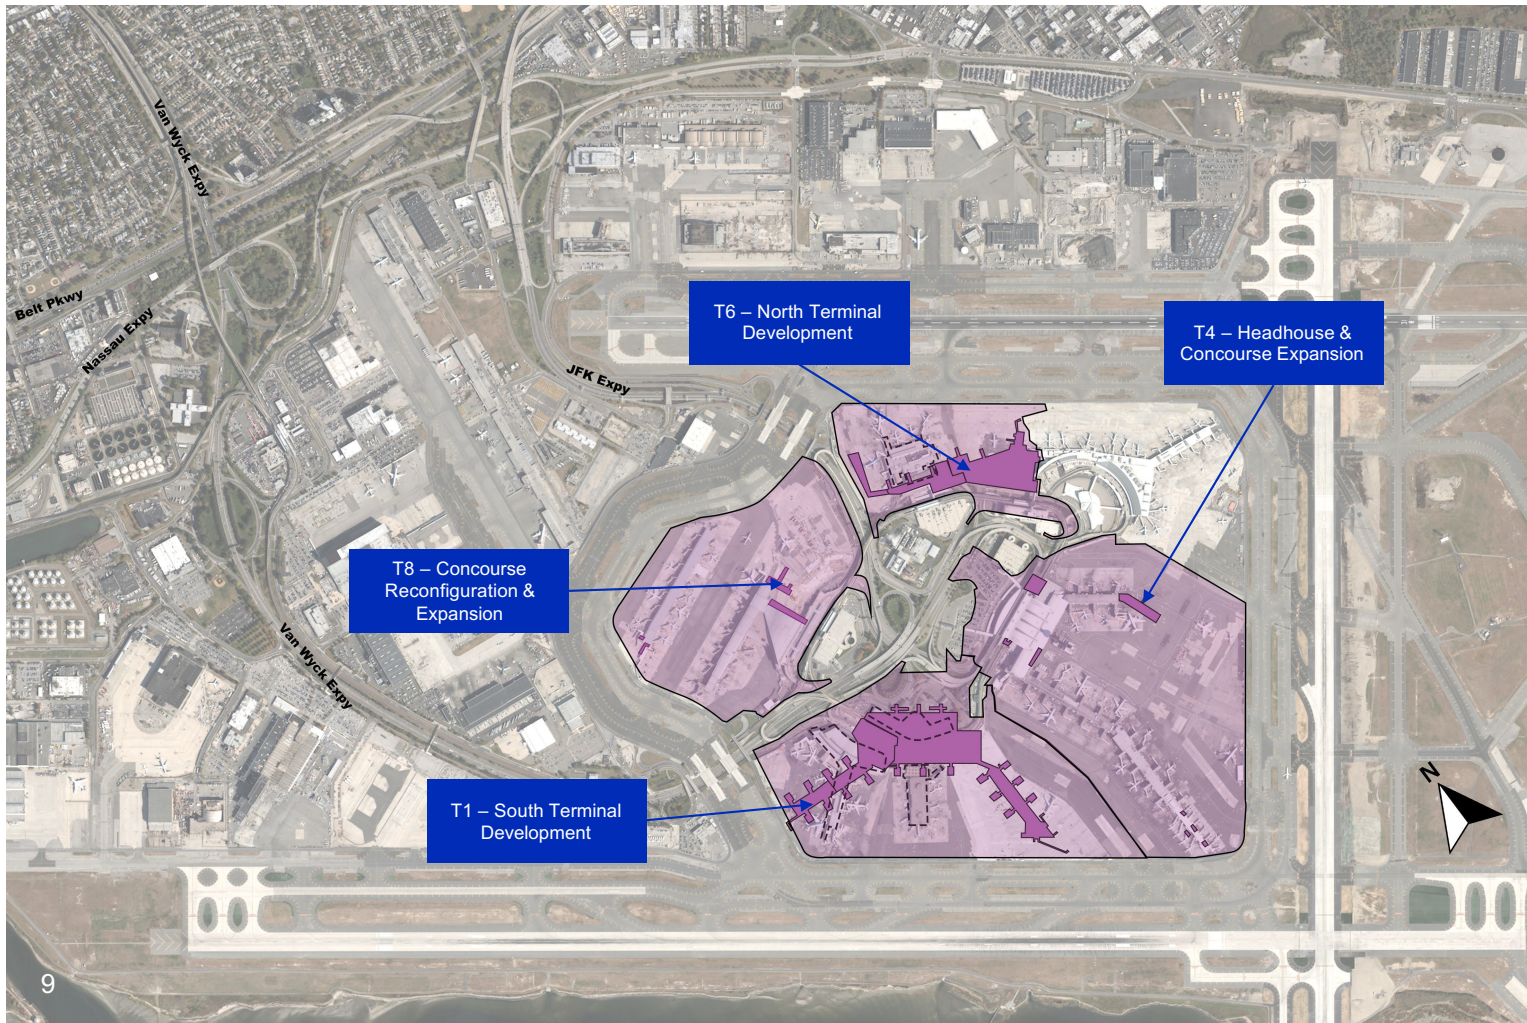 Van Wyck Expy
Belt Pkwy
Nassau Expy
JFK Expy
T6 – North Terminal
Development
T4 – Headhouse &
Concourse Expansion
T8 – Concourse
Reconfiguration &
Expansion
Van Wyck Expy
T1 – South Terminal
Development
N
9